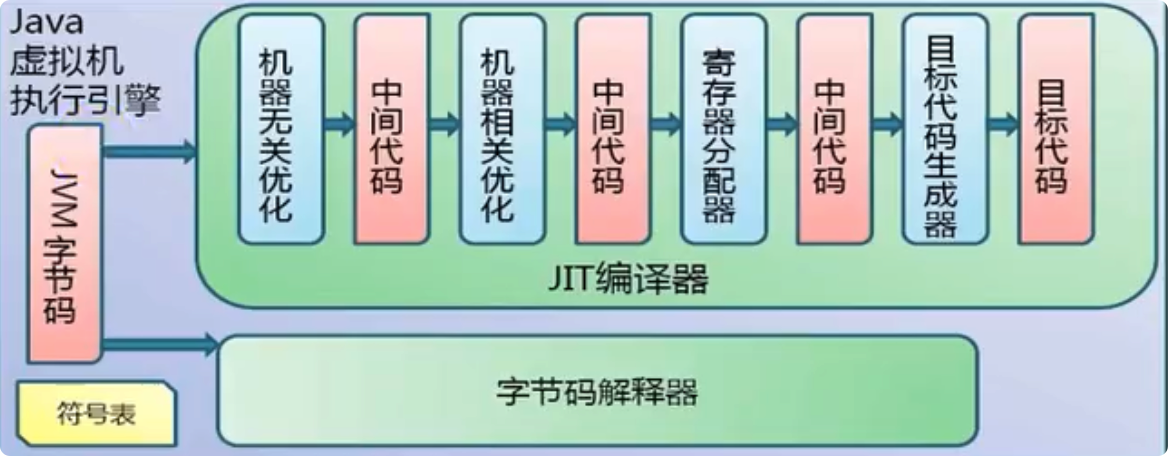 Java
虚拟机
执行引擎
JVM字节码
机器无关优化
中间代码
机器相关优化
中间代码
寄存器分配器
中间代码
目标代码生成器
目标代码
JIT编译器
字节码解释器
符号表